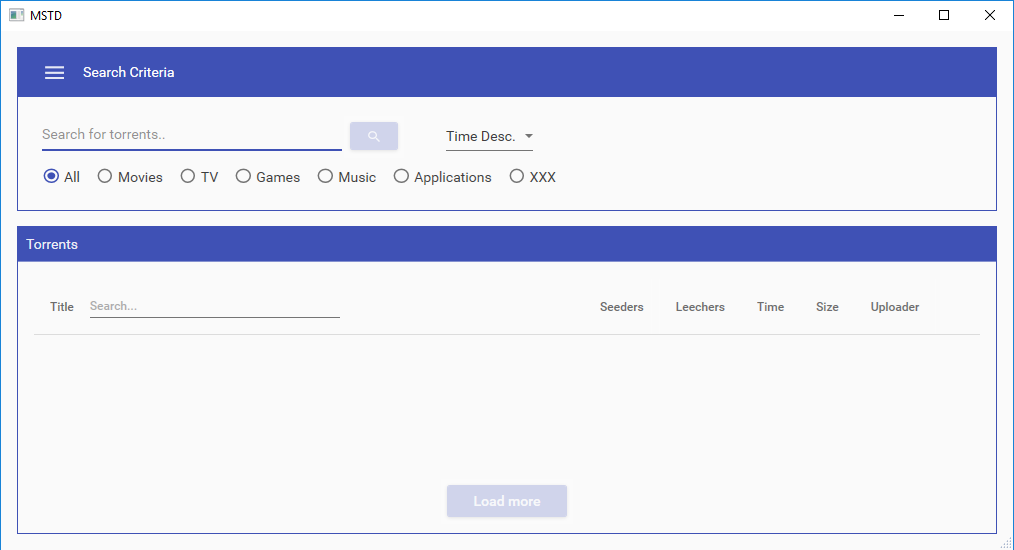 MSTD
Search Criteria
Search for torrents..
Time Desc.
All Movies TV Games Music Applications XXX
Torrents
Title Search... Seeders Leechers Time Size Uploader
Load more